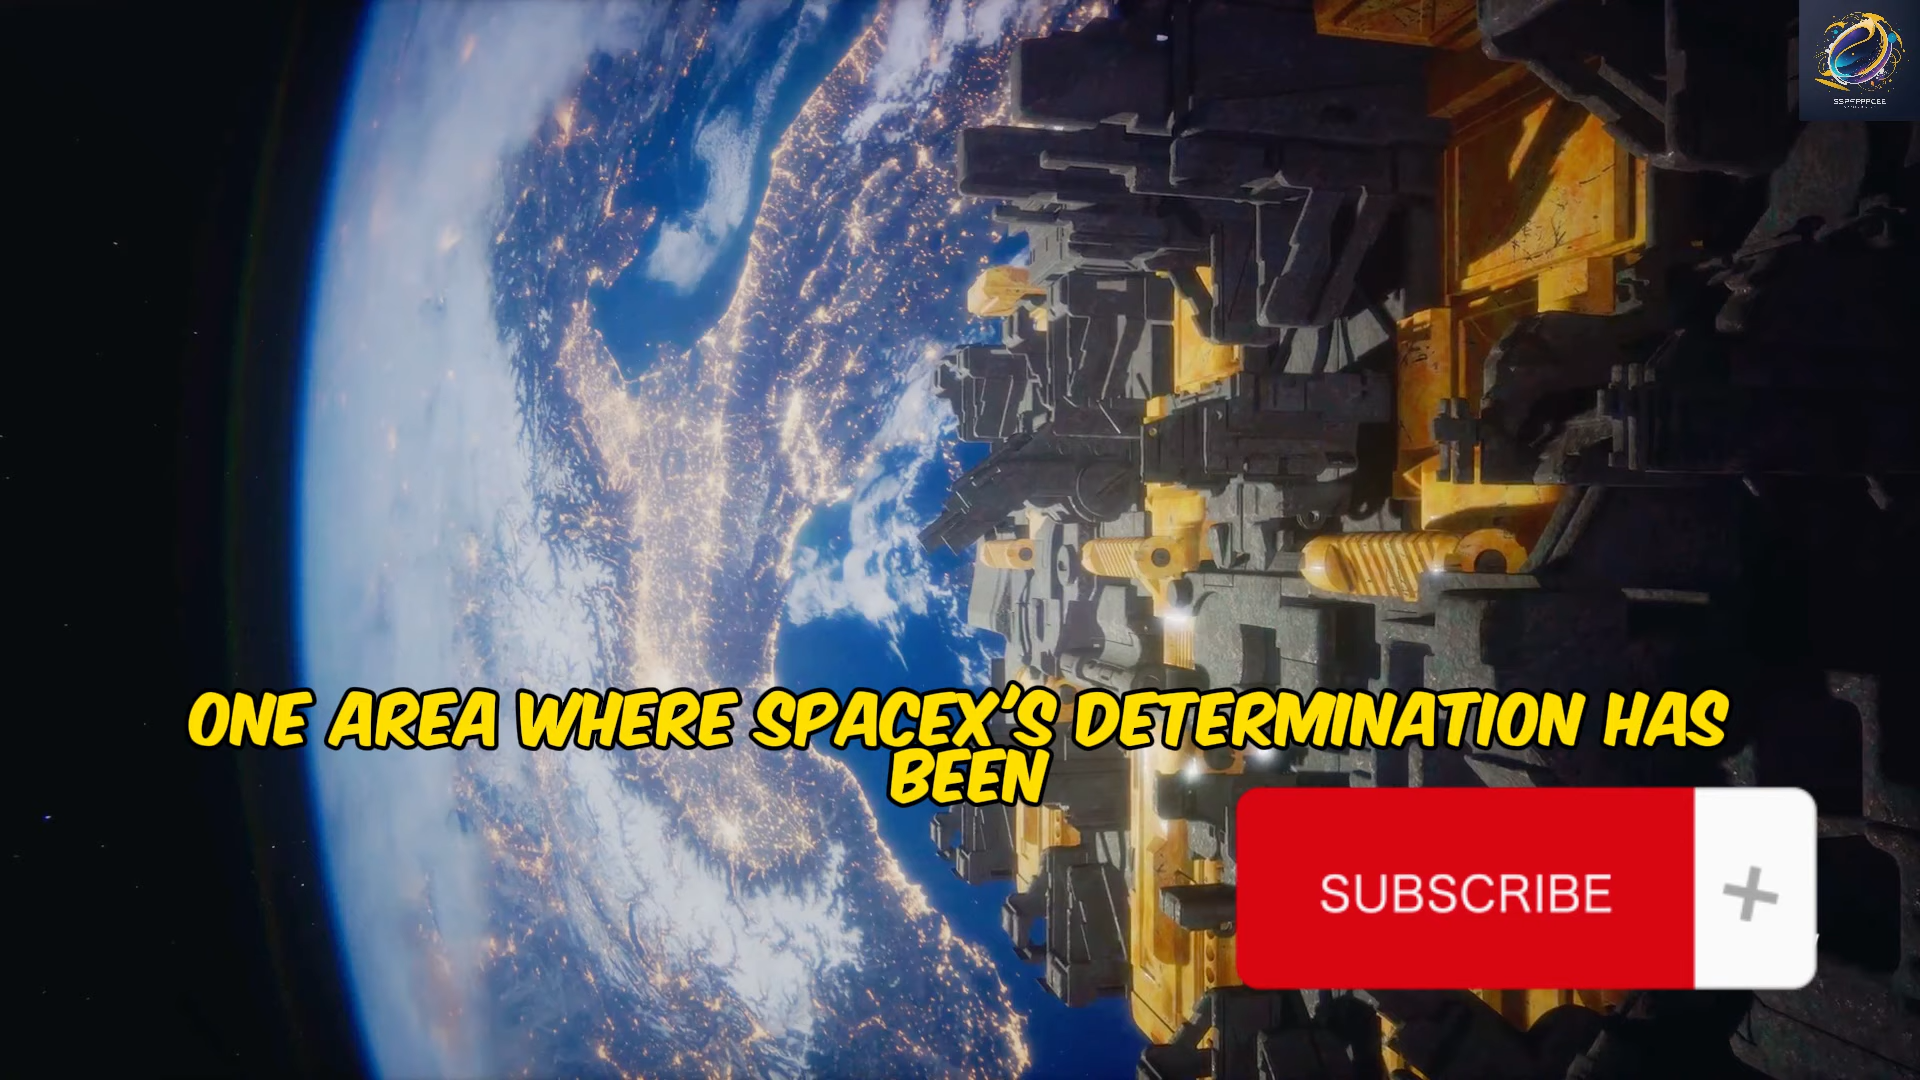 ONE AREA WHERE SPACEX'S DETERMINATION HAS
BEEN
SUBSCRIBE +